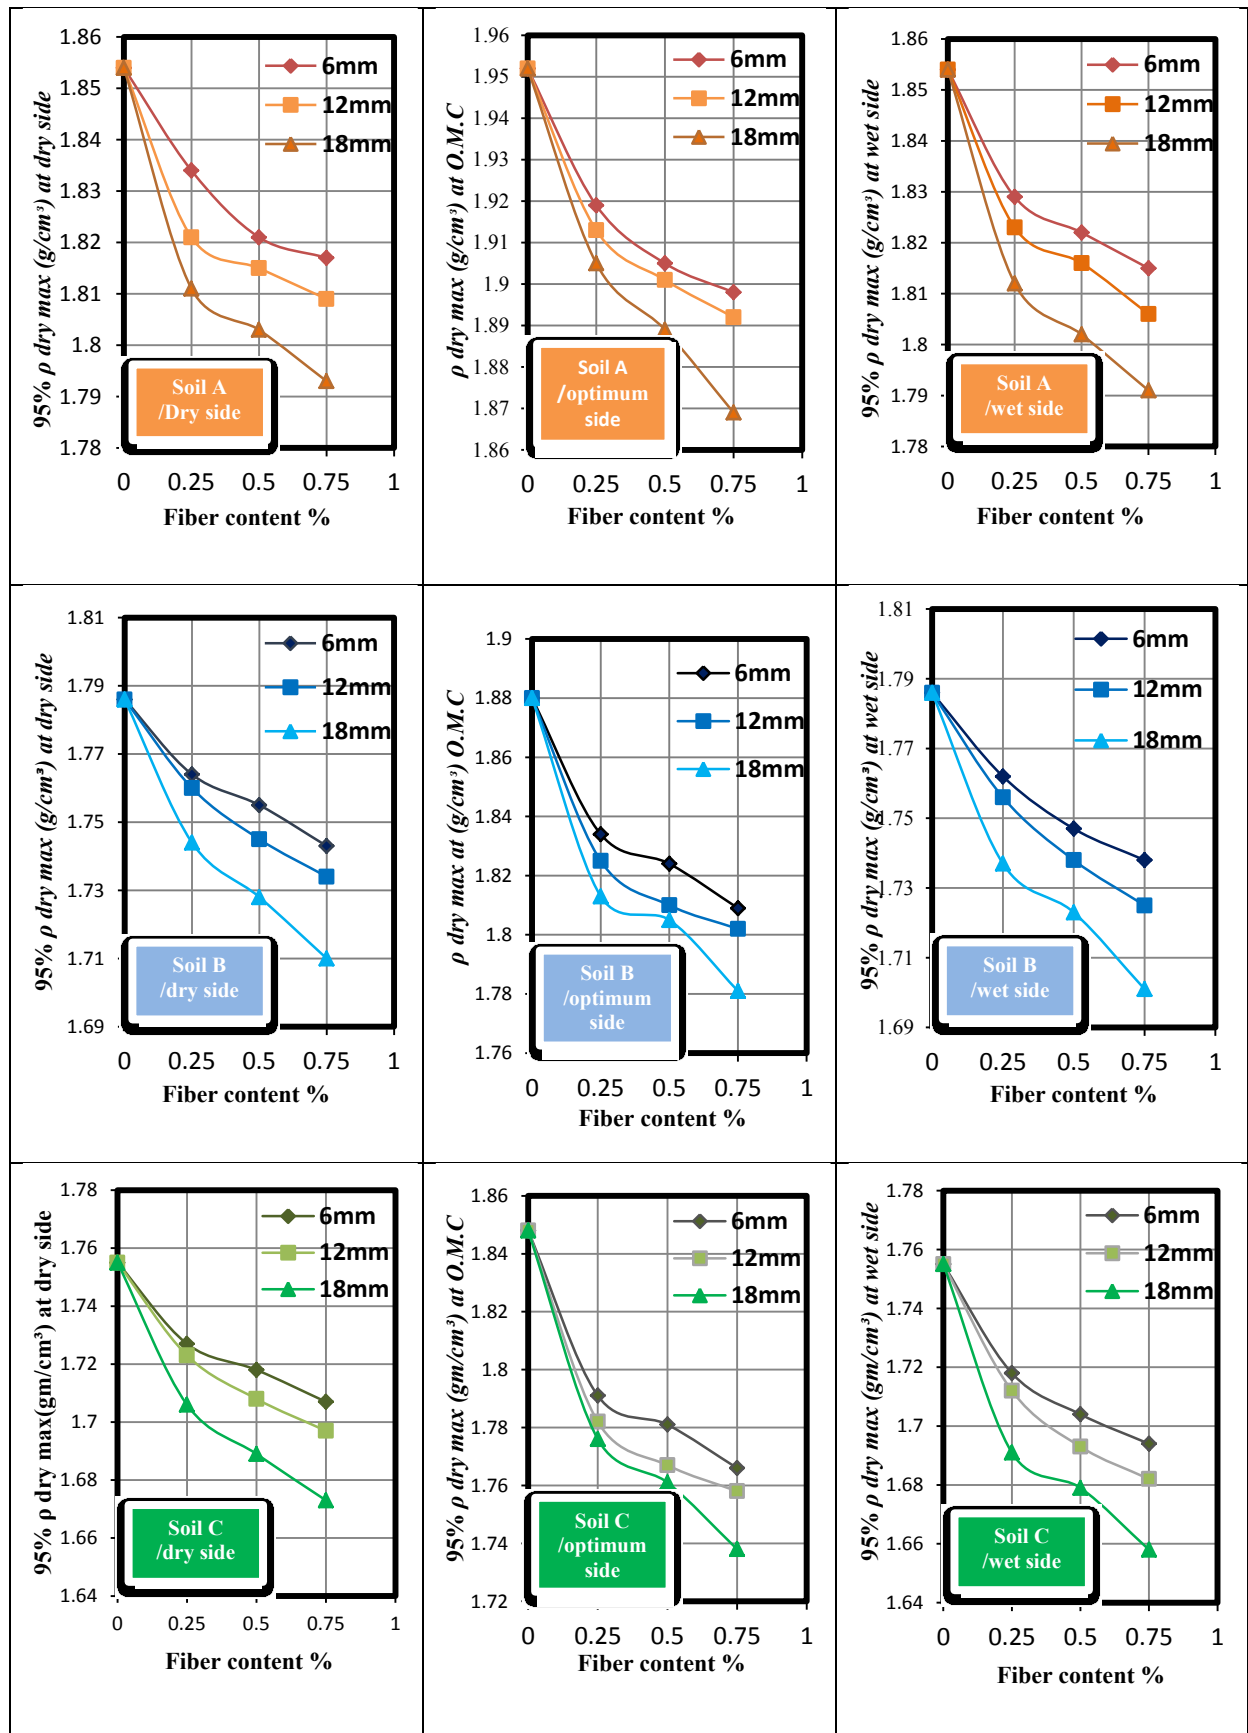 95% ρ dry max (g/cm³) at dry side
1.86
1.85
1.84
1.83
1.82
1.81
1.8
1.79
1.78
6mm
12mm
18mm
Soil A
/Dry side
0 0.25 0.5 0.75 1
Fiber content %
ρ dry max (g/cm³) at O.M.C
1.96
1.95
1.94
1.93
1.92
1.91
1.9
1.89
1.88
1.87
1.86
6mm
12mm
18mm
Soil A
/optimum
side
0 0.25 0.5 0.75 1
Fiber content %
95% ρ dry max (g/cm³) at wet side
1.86
1.85
1.84
1.83
1.82
1.81
1.8
1.79
1.78
6mm
12mm
18mm
Soil A
/wet side
0 0.25 0.5 0.75 1
Fiber content %
95% ρ dry max (g/cm³) at dry side
1.81
1.79
1.77
1.75
1.73
1.71
1.69
6mm
12mm
18mm
Soil B
/dry side
0 0.25 0.5 0.75 1
Fiber content %
ρ dry max at (g/cm³) O.M.C
1.9
1.88
1.86
1.84
1.82
1.8
1.78
1.76
6mm
12mm
18mm
Soil B
/optimum
side
0 0.25 0.5 0.75 1
Fiber content %
95% ρ dry max (g/cm³) at wet side
1.81
1.79
1.77
1.75
1.73
1.71
1.69
6mm
12mm
18mm
Soil B
/wet side
0 0.25 0.5 0.75 1
Fiber content %
95% ρ dry max(gm/cm³) at dry side
1.78
1.76
1.74
1.72
1.7
1.68
1.66
1.64
6mm
12mm
18mm
Soil C
/dry side
0 0.25 0.5 0.75 1
Fiber content %
95% ρ dry max (gm/cm³) at O.M.C
1.86
1.84
1.82
1.8
1.78
1.76
1.74
1.72
6mm
12mm
18mm
Soil C
/optimum
side
0 0.25 0.5 0.75 1
Fiber content %
95% ρ dry max (gm/cm³) at wet side
1.78
1.76
1.74
1.72
1.7
1.68
1.66
1.64
6mm
12mm
18mm
Soil C
/wet side
0 0.25 0.5 0.75 1
Fiber content %